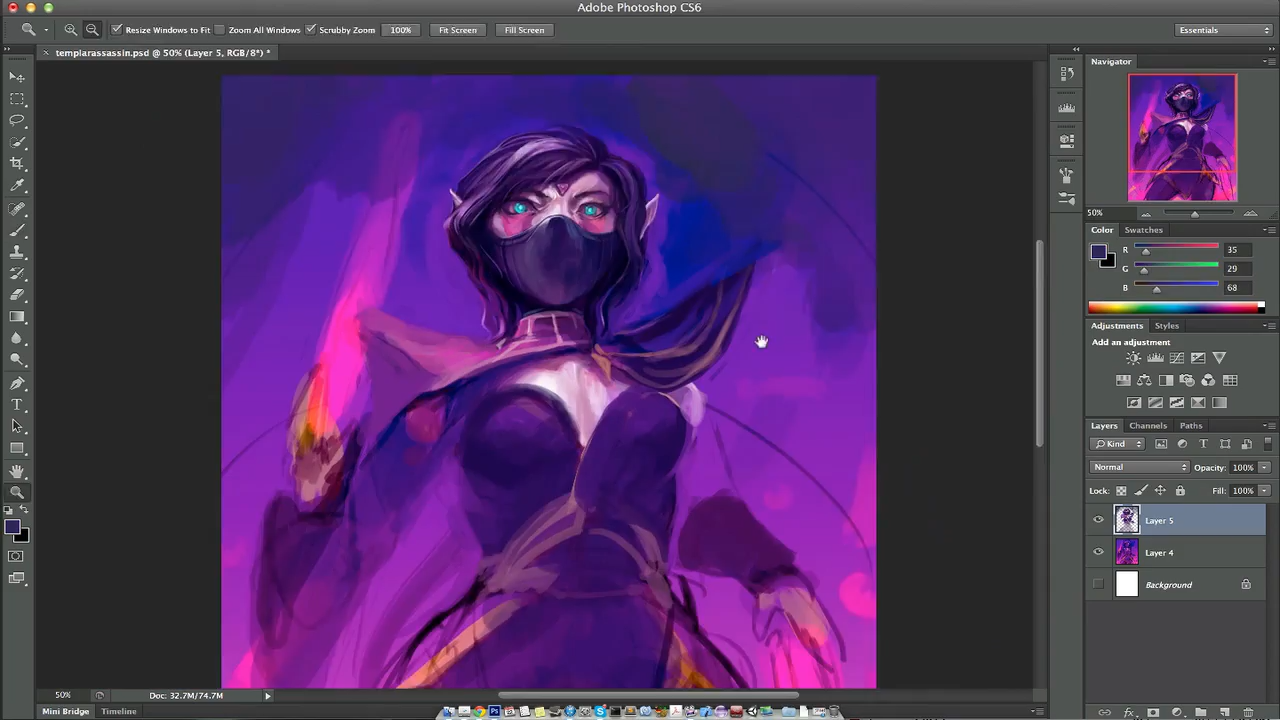 Adobe Photoshop CS6
Resize Windows to Fit Zoom All Windows Scrubby Zoom 100% Fit Screen Fill Screen Essentials
templarassassin.psd @ 50% (Layer 5, RGB/8*) *
Navigator
50%
Color Swatches
R 35
G 29
B 68
Adjustments Styles
Add an adjustment
Layers Channels Paths
Kind
Normal Opacity: 100%
Lock: Fill: 100%
Layer 5
Layer 4
Background
50% Doc: 32.7M/74.7M
Mini Bridge Timeline